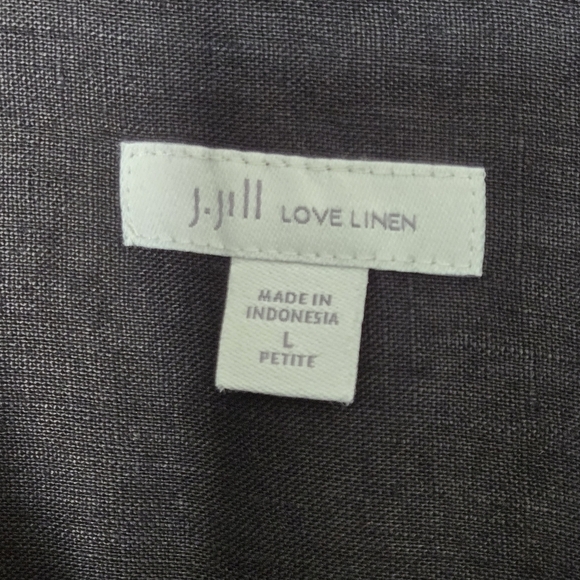 J.Jill LOVE LINEN
MADE IN
INDONESIA
L
PETITE